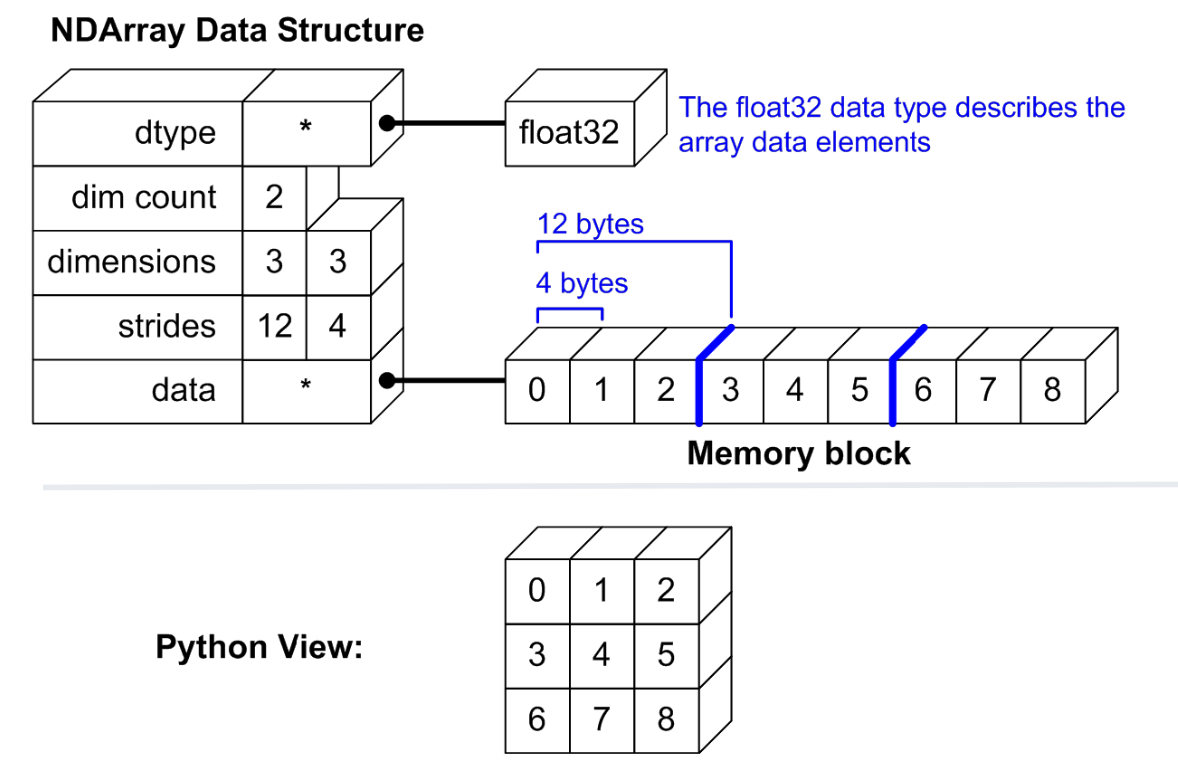 NDArray Data Structure
dtype * float32
The float32 data type describes the
array data elements
dim count 2
dimensions 3 3
strides 12 4
data *
12 bytes
4 bytes
0 1 2 3 4 5 6 7 8
Memory block
Python View:
0 1 2
3 4 5
6 7 8